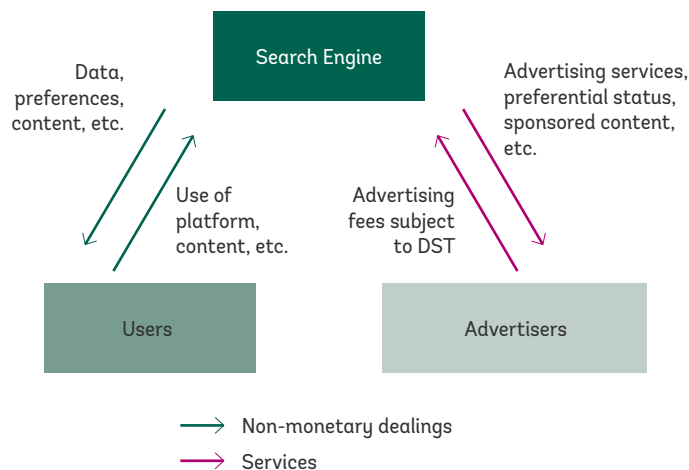 Search Engine
Data,
preferences,
content, etc.
Advertising services,
preferential status,
sponsored content,
etc.
Use of
platform,
content, etc.
Advertising
fees subject
to DST
Users
Advertisers
Non-monetary dealings
Services